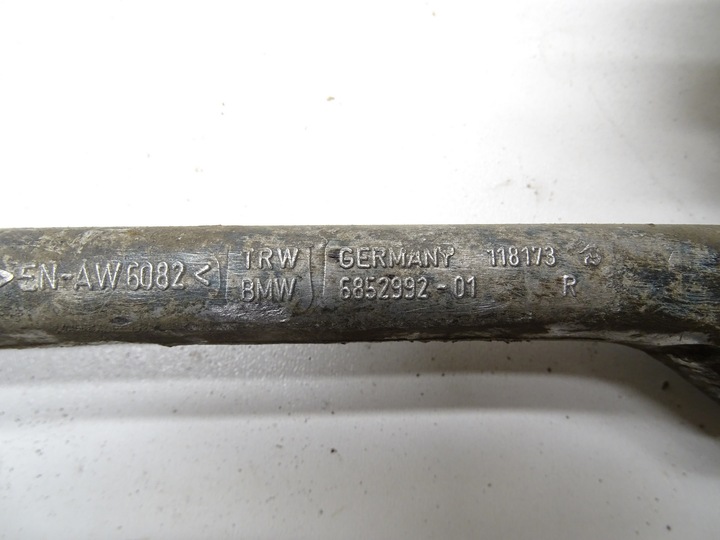 >EN-AW6082< TRW GERMANY 118173
BMW 6852992-01 R